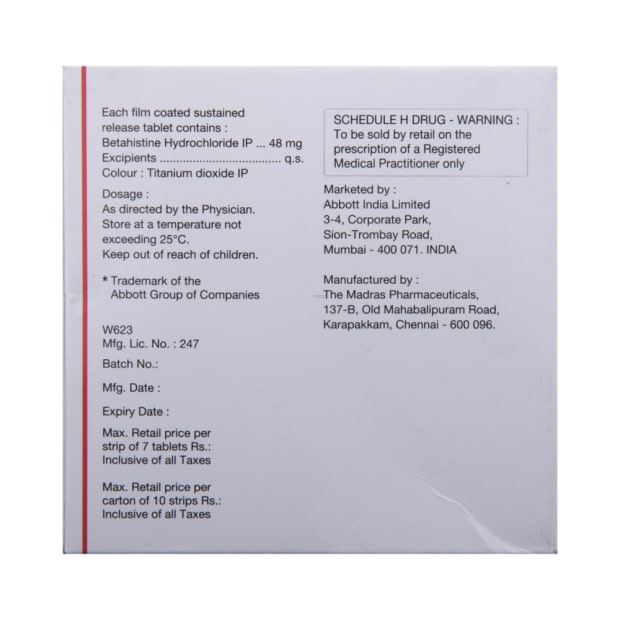 Each film coated sustained
release tablet contains :
Betahistine Hydrochloride IP ... 48 mg
Excipients ..................................... q.s.
Colour : Titanium dioxide IP
Dosage :
As directed by the Physician.
Store at a temperature not
exceeding 25°C.
Keep out of reach of children.
* Trademark of the
Abbott Group of Companies
W623
Mfg. Lic. No. : 247
Batch No.:
Mfg. Date :
Expiry Date :
Max. Retail price per
strip of 7 tablets Rs.:
Inclusive of all Taxes
Max. Retail price per
carton of 10 strips Rs.:
Inclusive of all Taxes
SCHEDULE H DRUG - WARNING :
To be sold by retail on the
prescription of a Registered
Medical Practitioner only
Marketed by :
Abbott India Limited
3-4, Corporate Park,
Sion-Trombay Road,
Mumbai - 400 071. INDIA
Manufactured by :
The Madras Pharmaceuticals,
137-B, Old Mahabalipuram Road,
Karapakkam, Chennai - 600 096.